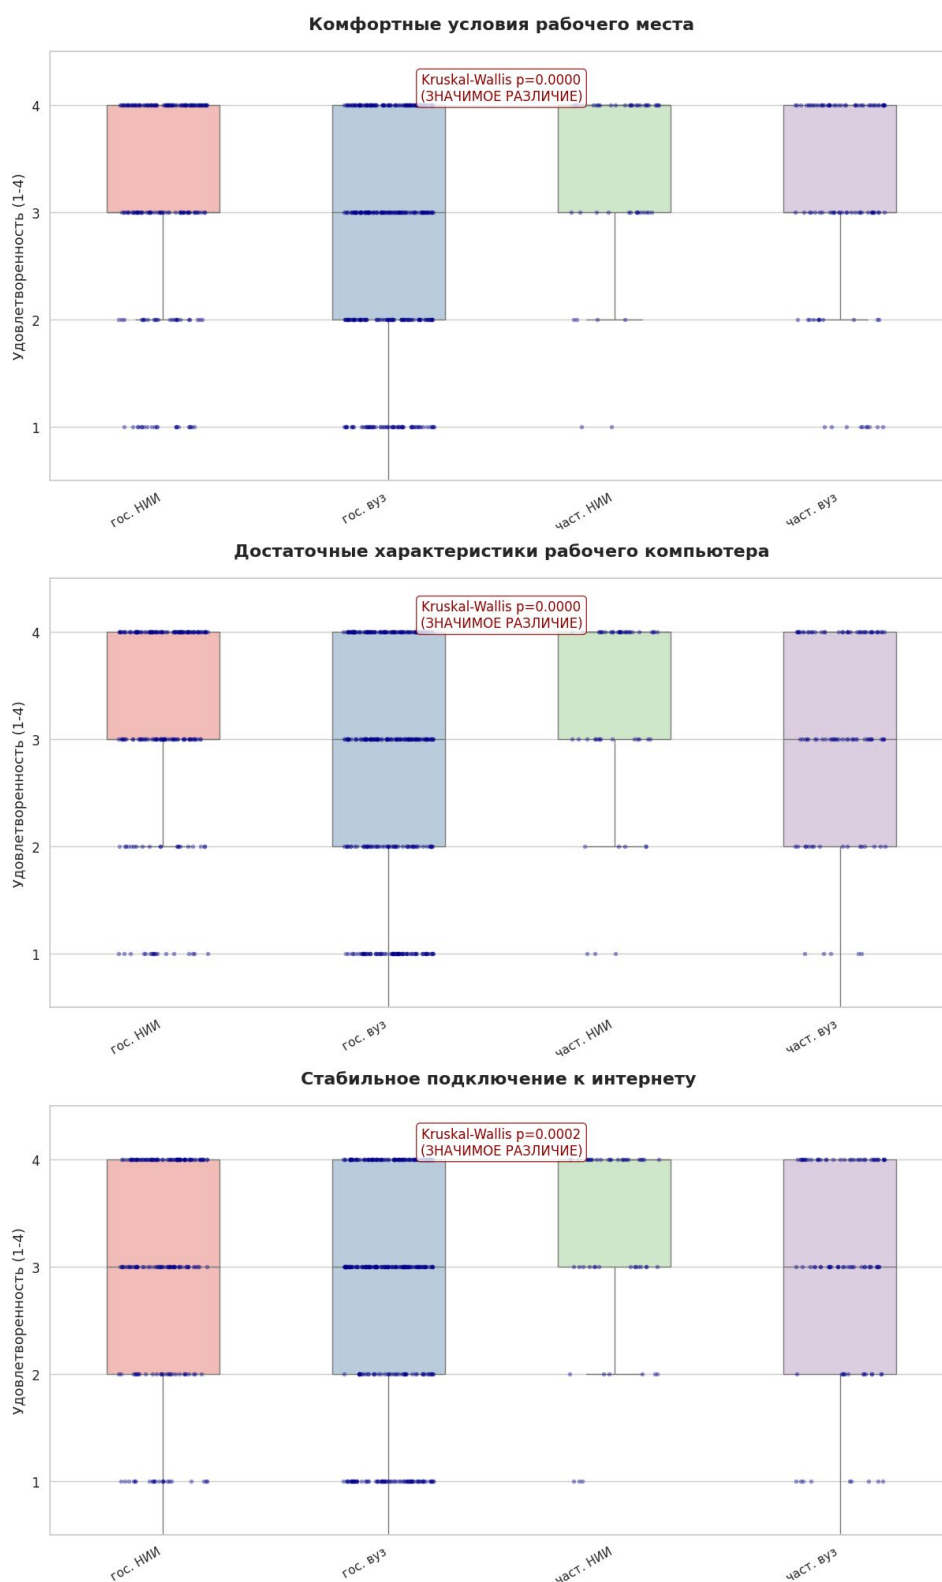 Комфортные условия рабочего места
Kruskal-Wallis p=0.0000
(ЗНАЧИМОЕ РАЗЛИЧИЕ)
Удовлетворенность (1-4)
4
3
2
1
гос. НИИ
гос. вуз
част. НИИ
част. вуз
Достаточные характеристики рабочего компьютера
Kruskal-Wallis p=0.0000
(ЗНАЧИМОЕ РАЗЛИЧИЕ)
Удовлетворенность (1-4)
4
3
2
1
гос. НИИ
гос. вуз
част. НИИ
част. вуз
Стабильное подключение к интернету
Kruskal-Wallis p=0.0002
(ЗНАЧИМОЕ РАЗЛИЧИЕ)
Удовлетворенность (1-4)
4
3
2
1
гос. НИИ
гос. вуз
част. НИИ
част. вуз